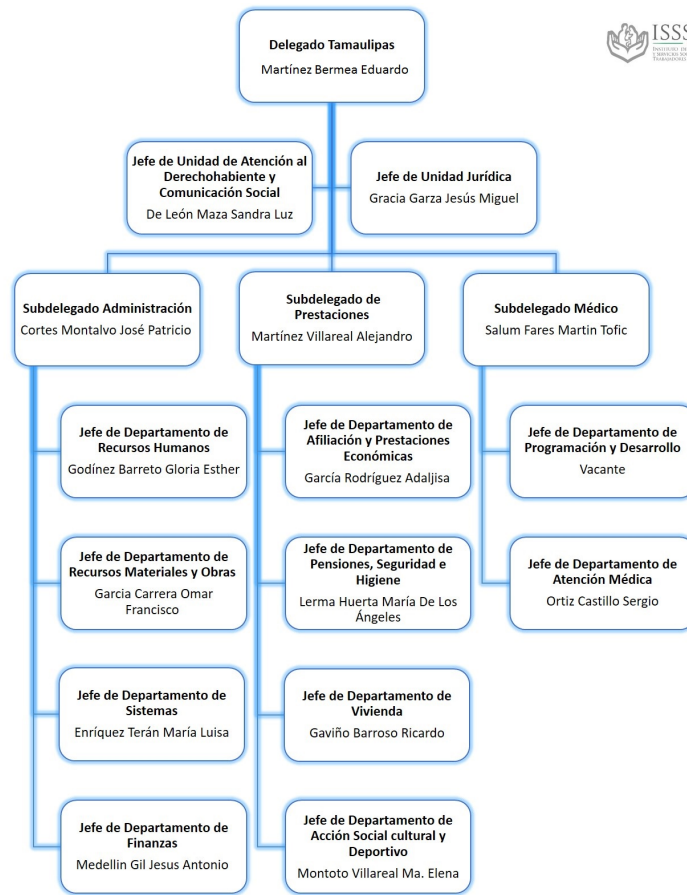 Delegado Tamaulipas
Martínez Bermea Eduardo
ISSS
Jefe de Unidad de Atención al
Derechohabiente y
Comunicación Social
De León Maza Sandra Luz
Jefe de Unidad Jurídica
Gracia Garza Jesús Miguel
Subdelegado Administración
Cortes Montalvo José Patricio
Subdelegado de
Prestaciones
Martínez Villareal Alejandro
Subdelegado Médico
Salum Fares Martin Tofic
Jefe de Departamento de
Recursos Humanos
Godínez Barreto Gloria Esther
Jefe de Departamento de
Afiliación y Prestaciones
Económicas
García Rodríguez Adaljisa
Jefe de Departamento de
Programación y Desarrollo
Vacante
Jefe de Departamento de
Recursos Materiales y Obras
Garcia Carrera Omar
Francisco
Jefe de Departamento de
Pensiones, Seguridad e
Higiene
Lerma Huerta María De Los
Ángeles
Jefe de Departamento de
Atención Médica
Ortiz Castillo Sergio
Jefe de Departamento de
Sistemas
Enríquez Terán María Luisa
Jefe de Departamento de
Vivienda
Gaviño Barroso Ricardo
Jefe de Departamento de
Finanzas
Medellin Gil Jesus Antonio
Jefe de Departamento de
Acción Social cultural y
Deportivo
Montoto Villareal Ma. Elena